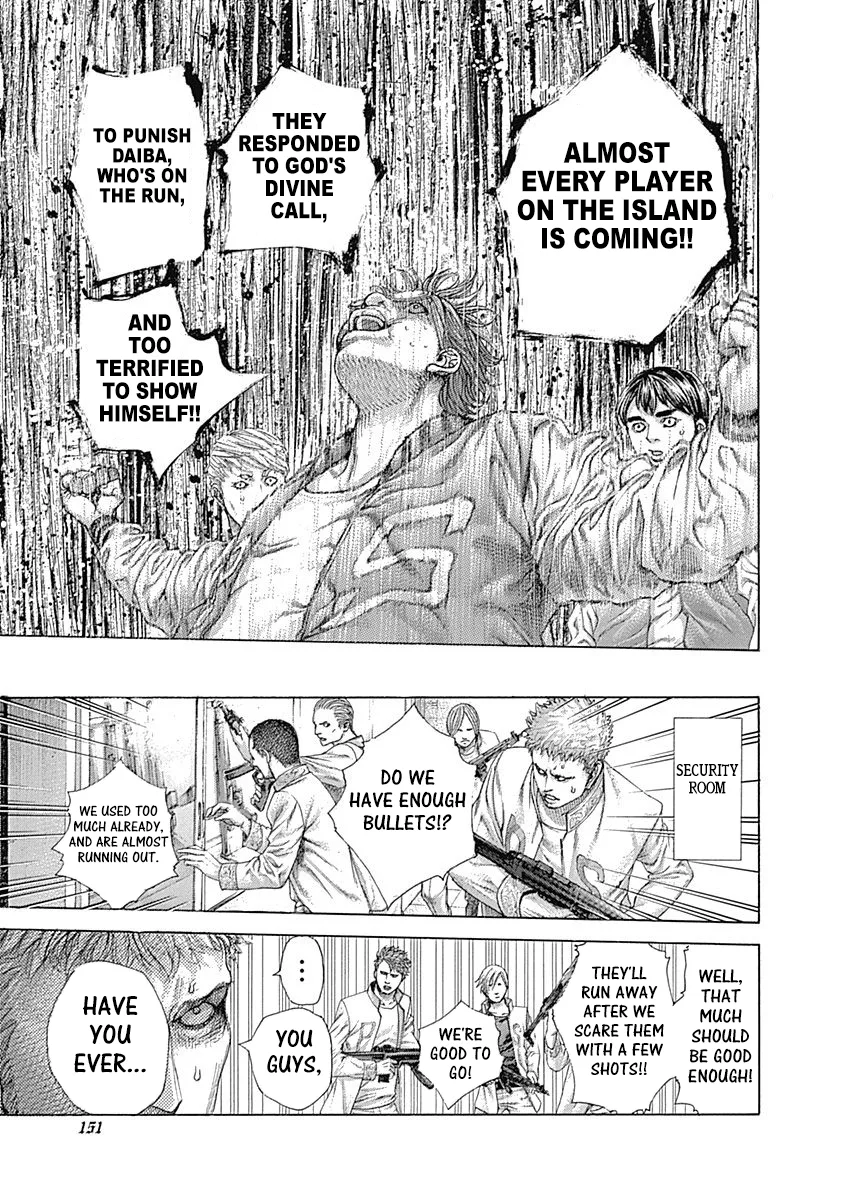 ALMOST
EVERY PLAYER
ON THE ISLAND
IS COMING!!
THEY
RESPONDED
TO GOD'S
DIVINE
CALL,
TO PUNISH
DAIBA,
WHO'S ON
THE RUN,
AND
TOO
TERRIFIED
TO SHOW
HIMSELF!!
S
SECURITY
ROOM
DO WE
HAVE ENOUGH
BULLETS!?
WE USED TOO
MUCH ALREADY,
AND ARE ALMOST
RUNNING OUT.
WELL,
THAT
MUCH
SHOULD
BE GOOD
ENOUGH!
THEY'LL
RUN AWAY
AFTER WE
SCARE THEM
WITH A FEW
SHOTS!!
WE'RE
GOOD TO
GO!
...
YOU
GUYS,
HAVE
YOU
EVER...
151